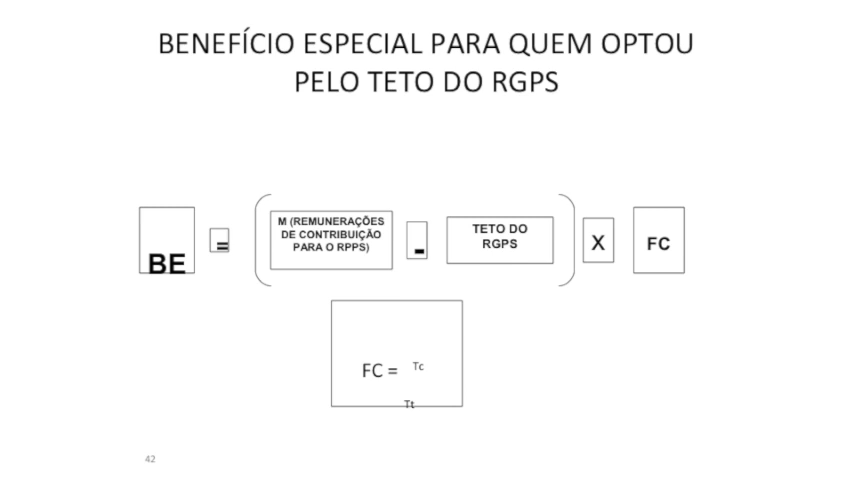 BENEFÍCIO ESPECIAL PARA QUEM OPTOU
PELO TETO DO RGPS
BE
=
M (REMUNERAÇÕES
DE CONTRIBUIÇÃO
PARA O RPPS)
-
TETO DO
RGPS
X
FC
FC = Tc
Tt
42